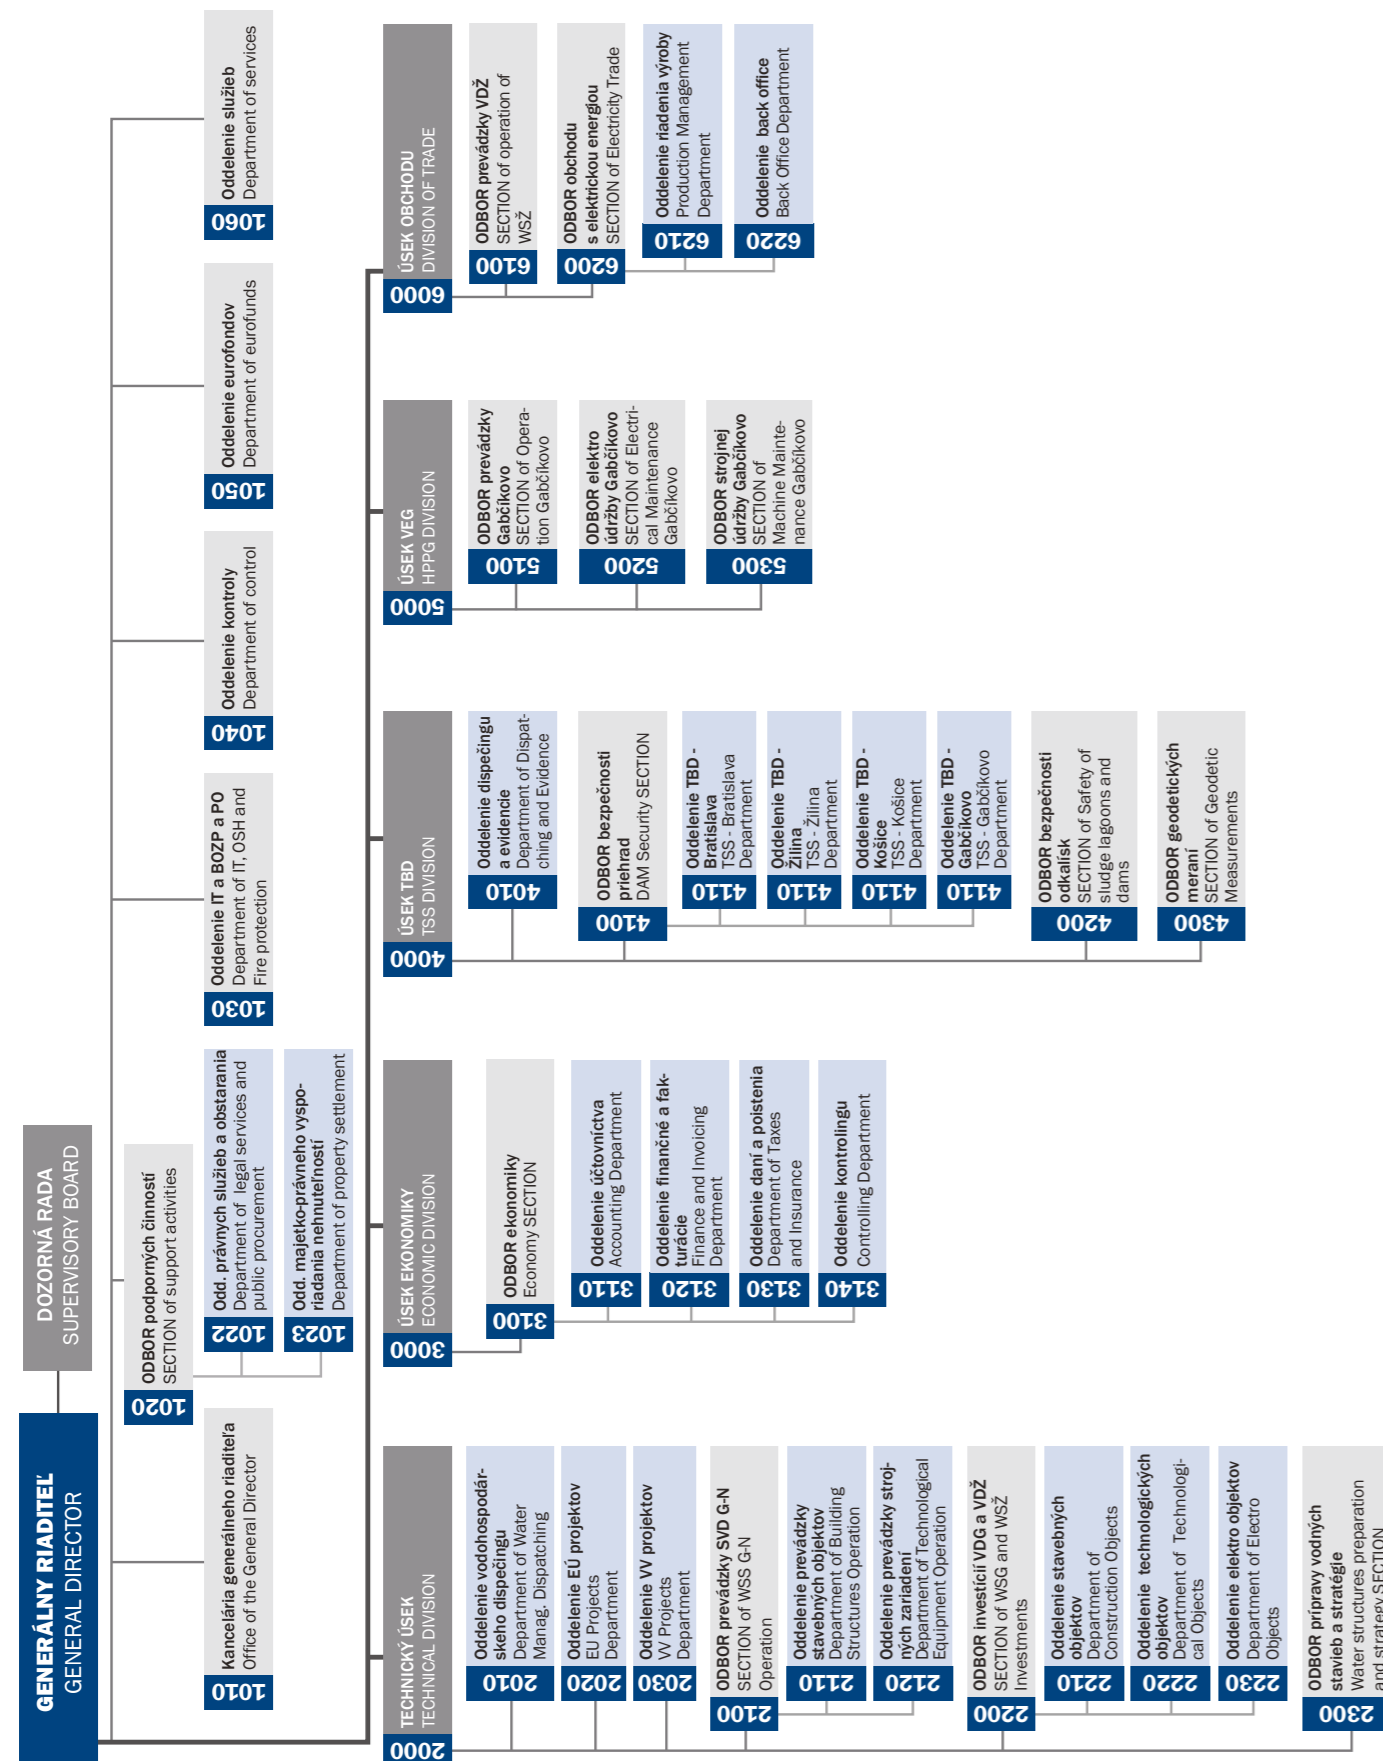 GENERÁLNY RIADITEĽ
GENERAL DIRECTOR
DOZORNÁ RADA
SUPERVISORY BOARD
1010
Kancelária generálneho riaditeľa
Office of the General Director
1020
ODBOR podporných činností
SECTION of support activities
1022
Odd. právnych služieb a obstarania
Department of legal services and
public procurement
1023
Odd. majetko-právneho vyspo-
riadania nehnuteľností
Department of property settlement
1030
Oddelenie IT a BOZP a PO
Department of IT, OSH and
Fire protection
1040
Oddelenie kontroly
Department of control
1050
Oddelenie eurofondov
Department of eurofunds
1060
Oddelenie služieb
Department of services
2000
TECHNICKÝ ÚSEK
TECHNICAL DIVISION
2010
Oddelenie vodohospodár-
skeho dispečingu
Department of Water
Manag. Dispatching
2020
Oddelenie EÚ projektov
EU Projects
Department
2030
Oddelenie VV projektov
VV Projects
Department
2100
ODBOR prevádzky SVD G-N
SECTION of WSS G-N
Operation
2110
Oddelenie prevádzky
stavebných objektov
Department of Building
Structures Operation
2120
Oddelenie prevádzky stroj-
ných zariadení
Department of Technological
Equipment Operation
2200
ODBOR investícií VDG a VDŽ
SECTION of WSG and WSŽ
Investments
2210
Oddelenie stavebných
objektov
Department of
Construction Objects
2220
Oddelenie technologických
objektov
Department of Technologi-
cal Objects
2230
Oddelenie elektro objektov
Department of Electro
Objects
2300
ODBOR prípravy vodných
stavieb a stratégie
Water structures preparation
and strategy SECTION
3000
ÚSEK EKONOMIKY
ECONOMIC DIVISION
3100
ODBOR ekonomiky
Economy SECTION
3110
Oddelenie účtovníctva
Accounting Department
3120
Oddelenie finančné a fak-
turácie
Finance and Invoicing
Department
3130
Oddelenie daní a poistenia
Department of Taxes
and Insurance
3140
Oddelenie kontrolingu
Controlling Department
4000
ÚSEK TBD
TSS DIVISION
4010
Oddelenie dispečingu
a evidencie
Department of Dispat-
ching and Evidence
4100
ODBOR bezpečnosti
priehrad
DAM Security SECTION
4110
Oddelenie TBD -
Bratislava
TSS - Bratislava
Department
4110
Oddelenie TBD -
Žilina
TSS - Žilina
Department
4110
Oddelenie TBD -
Košice
TSS - Košice
Department
4110
Oddelenie TBD -
Gabčíkovo
TSS - Gabčíkovo
Department
4200
ODBOR bezpečnosti
odkalísk
SECTION of Safety of
sludge lagoons and
dams
4300
ODBOR geodetických
meraní
SECTION of Geodetic
Measurements
5000
ÚSEK VEG
HPPG DIVISION
5100
ODBOR prevádzky
Gabčíkovo
SECTION of Opera-
tion Gabčíkovo
5200
ODBOR elektro
údržby Gabčíkovo
SECTION of Electri-
cal Maintenance
Gabčíkovo
5300
ODBOR strojnej
údržby Gabčíkovo
SECTION of
Machine Mainte-
nance Gabčíkovo
6000
ÚSEK OBCHODU
DIVISION OF TRADE
6100
ODBOR prevádzky VDŽ
SECTION of operation of
WSŽ
6200
ODBOR obchodu
s elektrickou energiou
SECTION of Electricity Trade
6210
Oddelenie riadenia výroby
Production Management
Department
6220
Oddelenie back office
Back Office Department